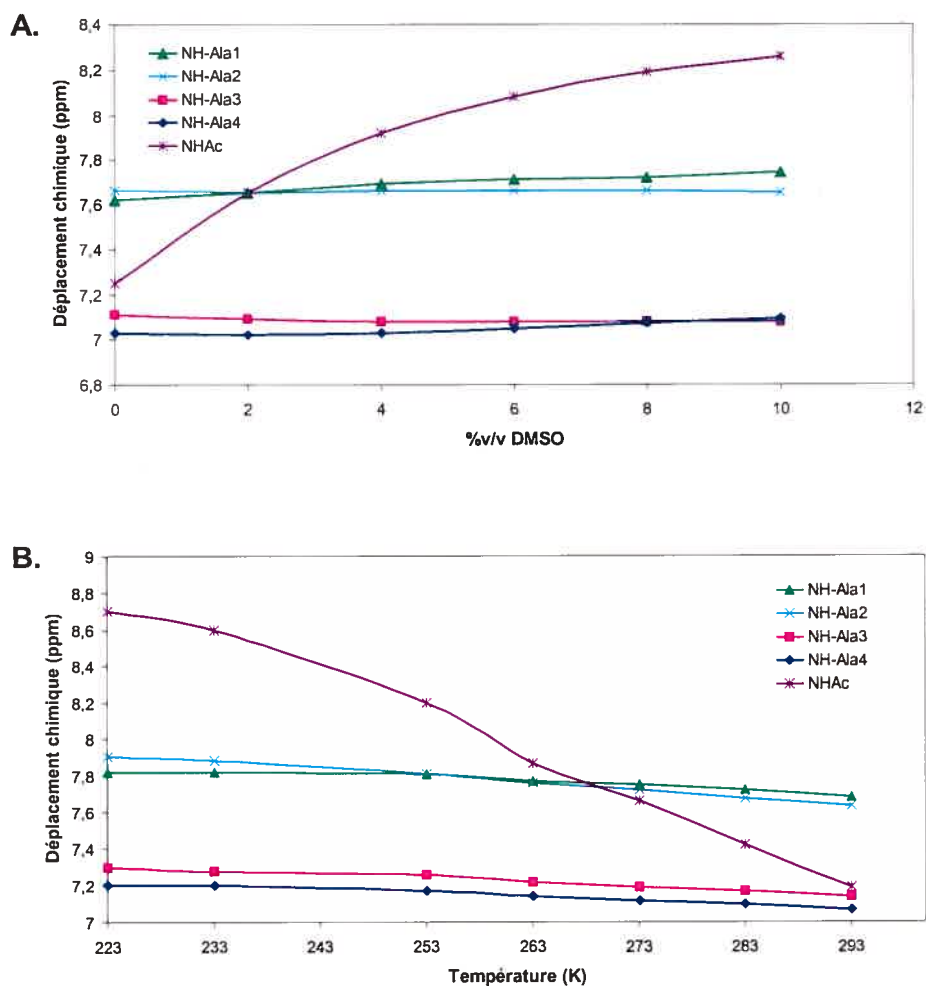 A.
Déplacement chimique (ppm)
8,4
8,2
8
7,8
7,6
7,4
7,2
7
6,8
NH-Ala1
NH-Ala2
NH-Ala3
NH-Ala4
NHAc
0 2 4 6 8 10 12
%v/v DMSO
B.
Déplacement chimique (ppm)
9
8,8
8,6
8,4
8,2
8
7,8
7,6
7,4
7,2
7
NH-Ala1
NH-Ala2
NH-Ala3
NH-Ala4
NHAc
223 233 243 253 263 273 283 293
Température (K)